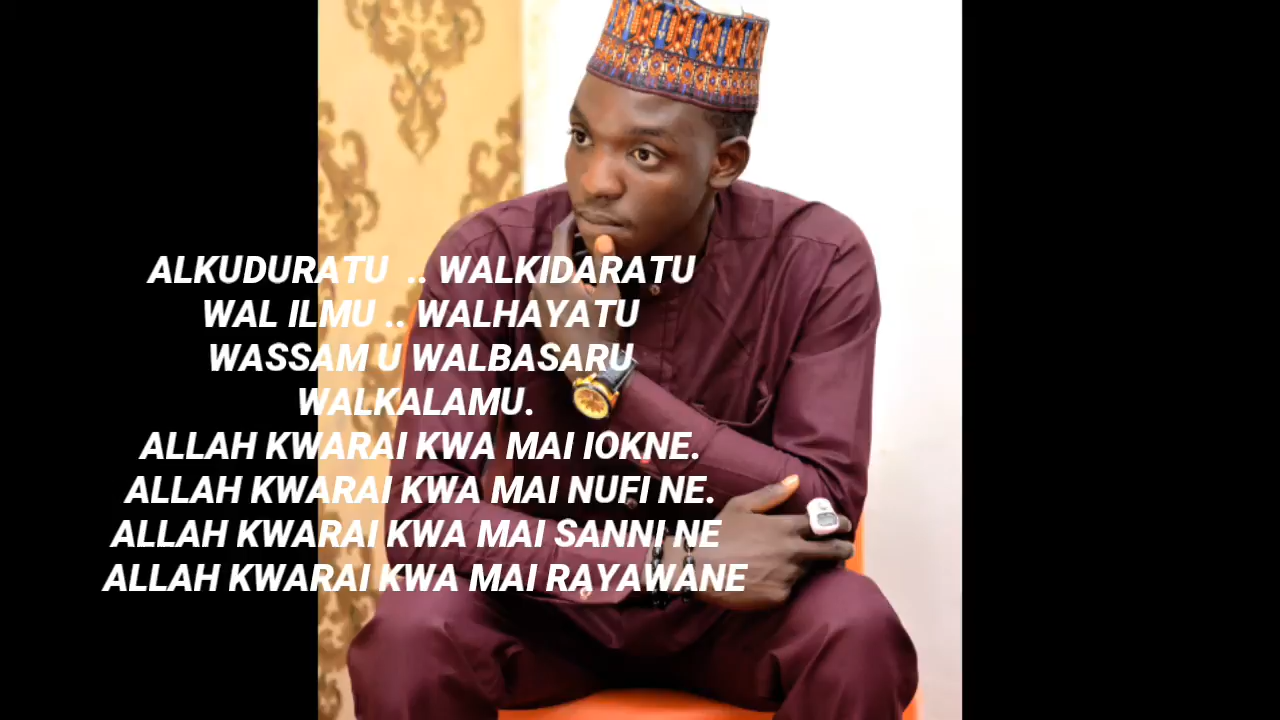 ALKUDURATU .. WALKIDARATU
WAL ILMU .. WALHAYATU
WASSAM U WALBASARU
WALKALAMU.
ALLAH KWARAI KWA MAI IOKNE.
ALLAH KWARAI KWA MAI NUFI NE.
ALLAH KWARAI KWA MAI SANNI NE
ALLAH KWARAI KWA MAI RAYAWANE